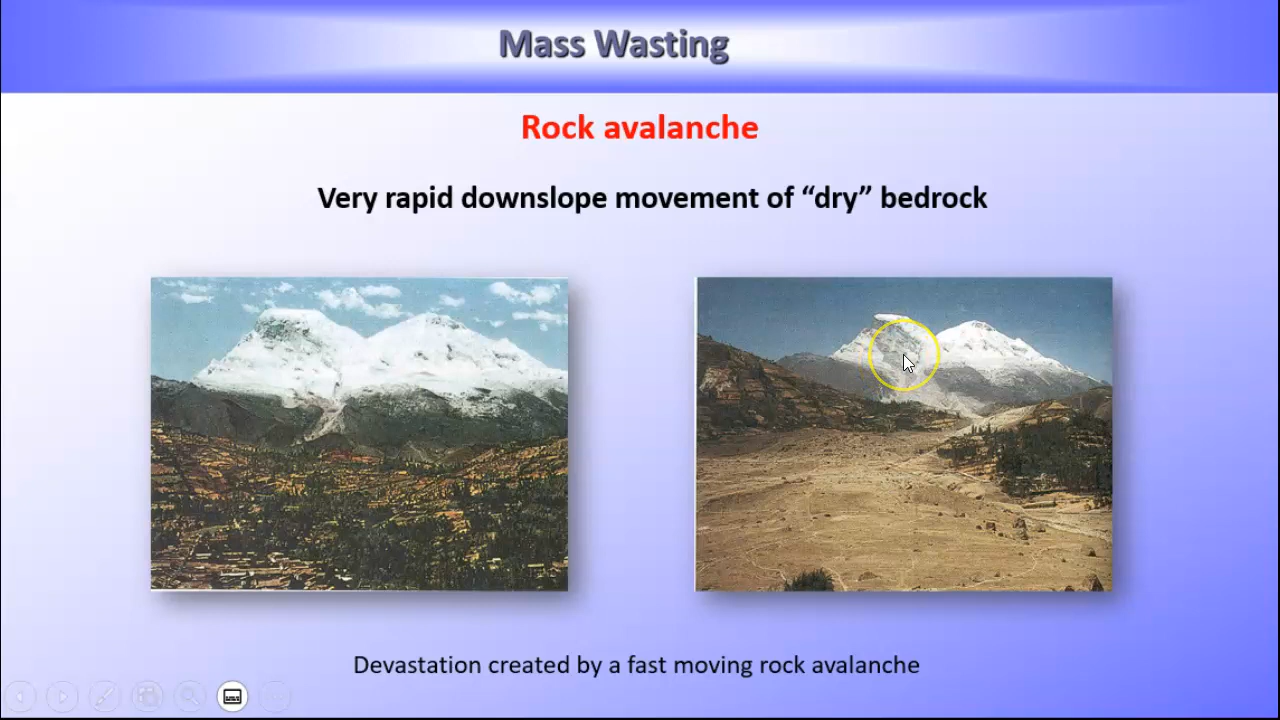 Mass Wasting
Rock avalanche
Very rapid downslope movement of “dry” bedrock
Devastation created by a fast moving rock avalanche